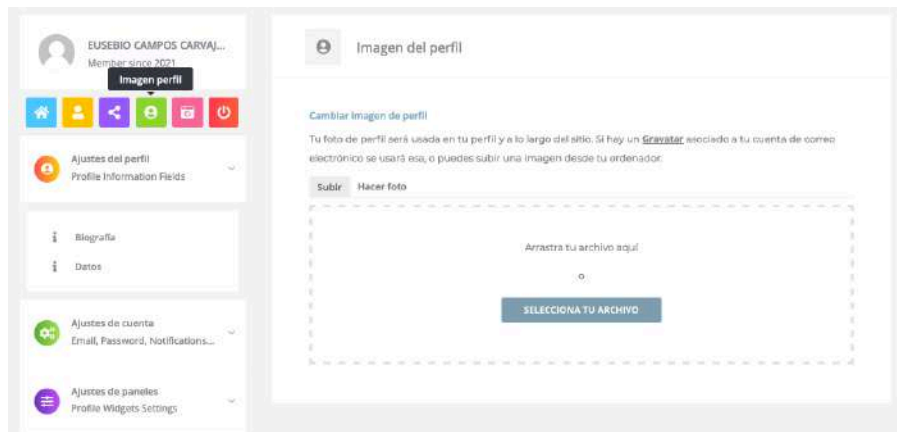 EUSEBIO CAMPOS CARVAJ...
Member since 2021
Imagen perfil
Ajustes del perfil
Profile Information Fields
Biografía
Datos
Ajustes de cuenta
Email, Password, Notifications...
Ajustes de paneles
Profile Widgets Settings
Imagen del perfil
Cambiar imagen de perfil
Tu foto de perfil será usada en tu perfil y a lo largo del sitio. Si hay un Gravatar asociado a tu cuenta de correo
electrónico se usará esa, o puedes subir una imagen desde tu ordenador.
Subir Hacer foto
Arrastra tu archivo aquí
o
SELECCIONA TU ARCHIVO